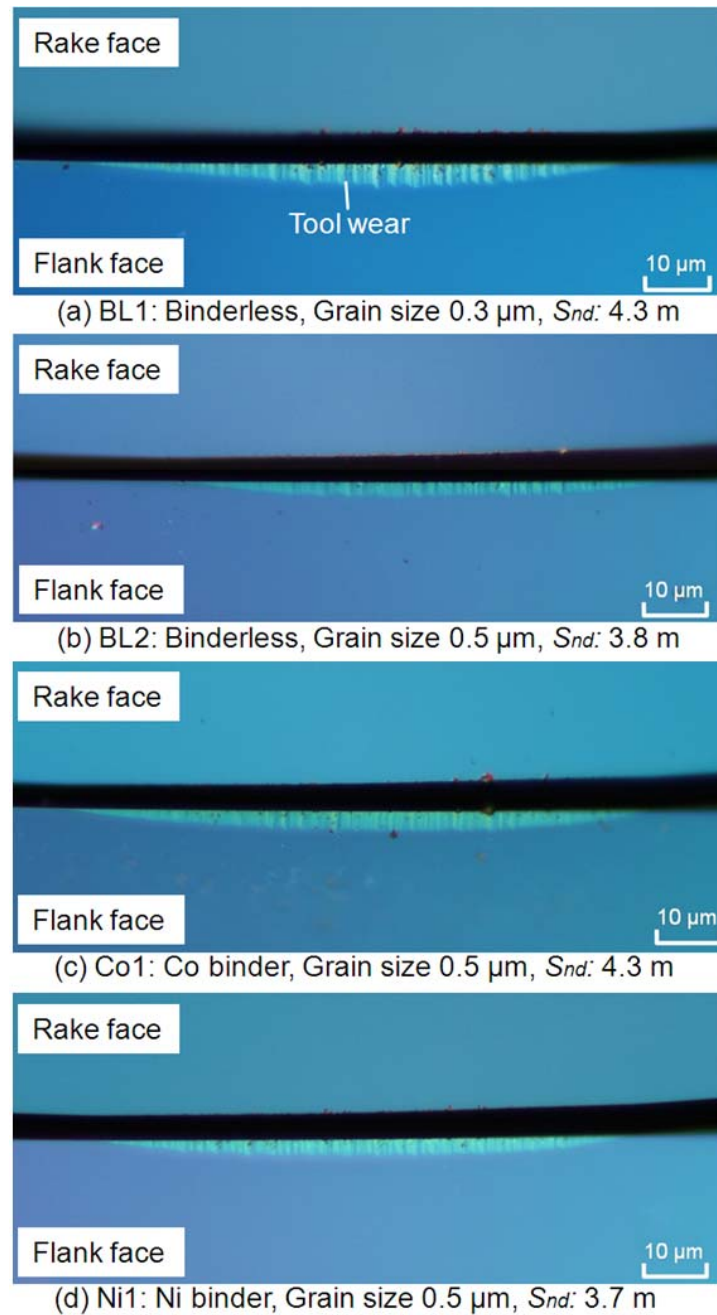 Rake face
Tool wear
Flank face
10 µm
(a) BL1: Binderless, Grain size 0.3 µm, Snd: 4.3 m
Rake face
Flank face
10 µm
(b) BL2: Binderless, Grain size 0.5 µm, Snd: 3.8 m
Rake face
Flank face
10 µm
(c) Co1: Co binder, Grain size 0.5 µm, Snd: 4.3 m
Rake face
Flank face
10 µm
(d) Ni1: Ni binder, Grain size 0.5 µm, Snd: 3.7 m